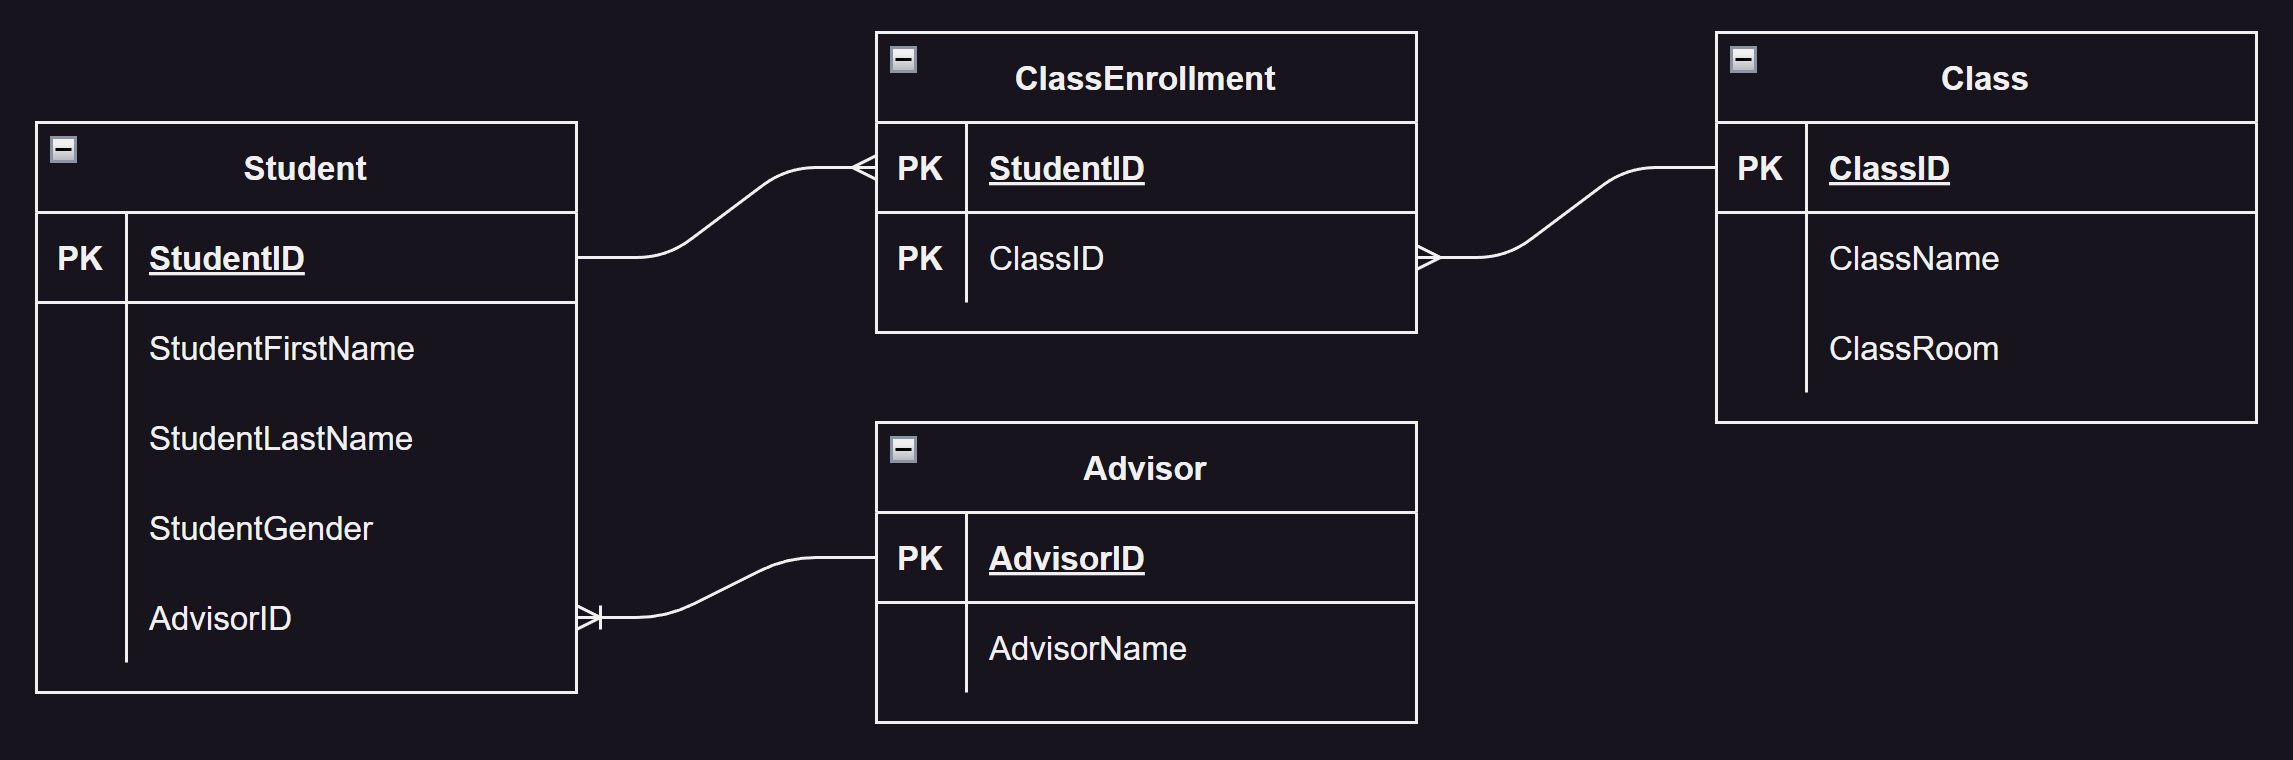 Student
PK StudentID
StudentFirstName
StudentLastName
StudentGender
AdvisorID
ClassEnrollment
PK StudentID
PK ClassID
Advisor
PK AdvisorID
AdvisorName
Class
PK ClassID
ClassName
ClassRoom